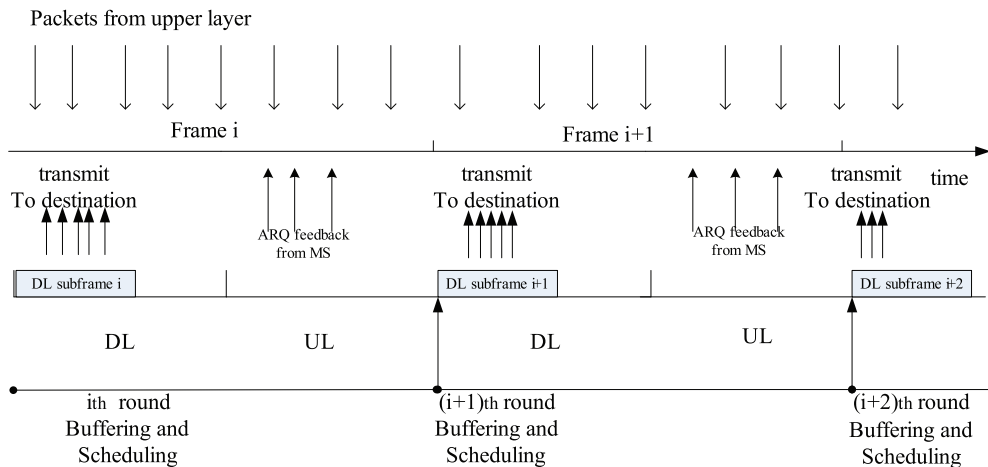 Packets from upper layer
Frame i
Frame i+1
transmit
To destination
transmit
To destination
transmit
To destination
time
ARQ feedback
from MS
ARQ feedback
from MS
DL subframe i
DL subframe i+1
DL subframe i+2
DL
UL
DL
UL
ith round
Buffering and
Scheduling
(i+1)th round
Buffering and
Scheduling
(i+2)th round
Buffering and
Scheduling